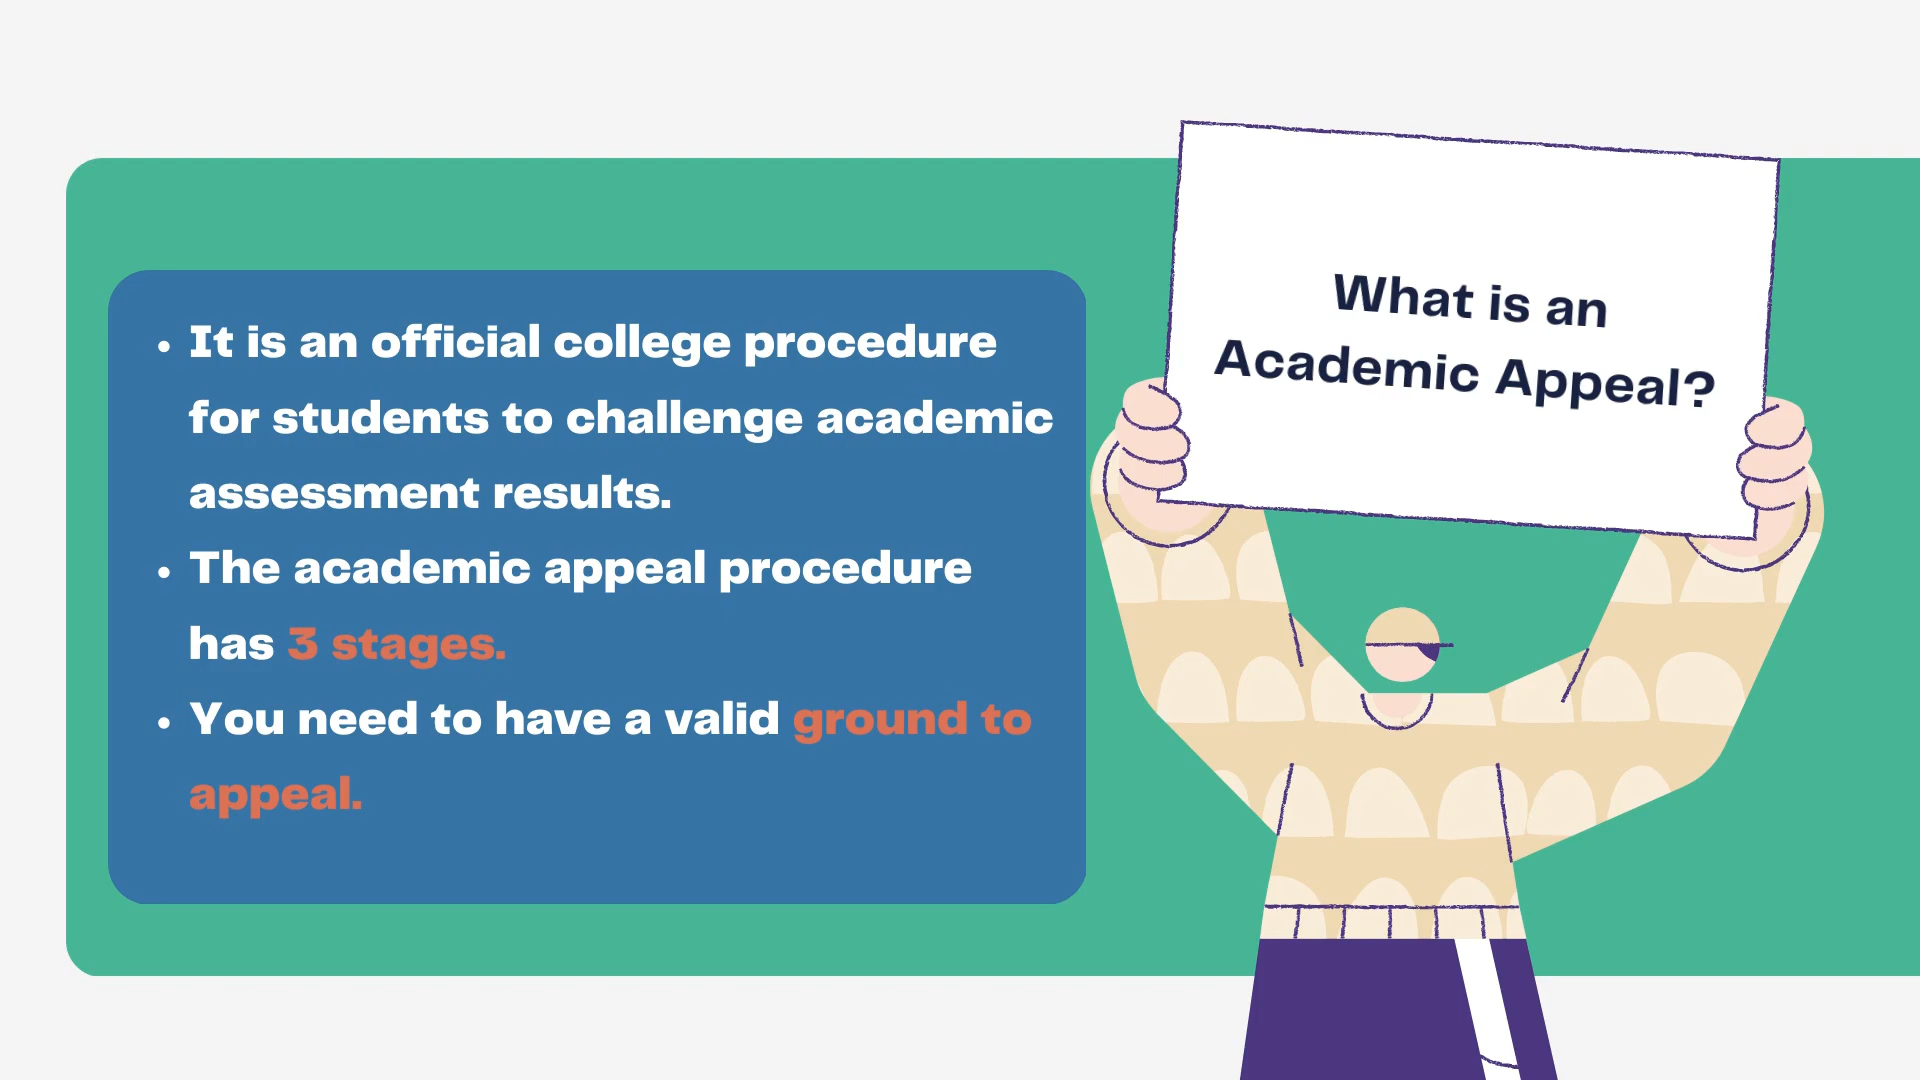 What is an
Academic Appeal?
• It is an official college procedure
for students to challenge academic
assessment results.
• The academic appeal procedure
has 3 stages.
• You need to have a valid ground to
appeal.